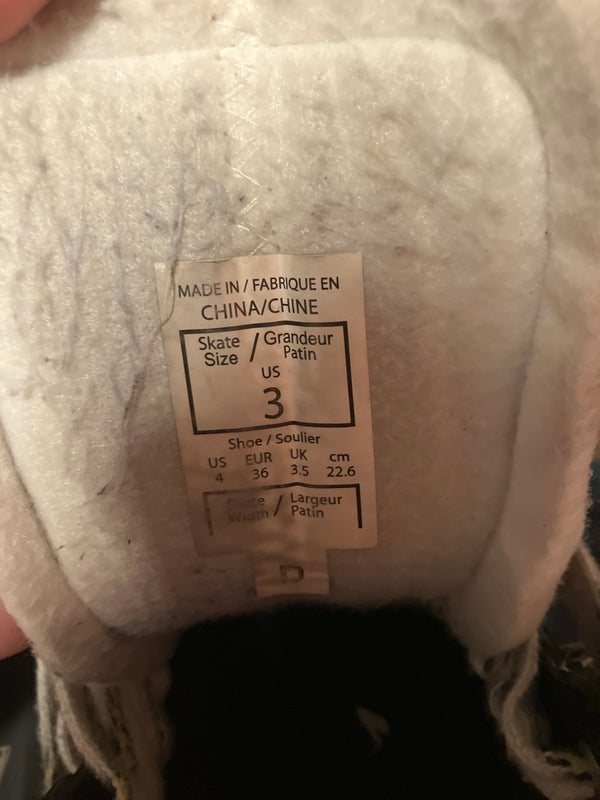 MADE IN / FABRIQUE EN
CHINA/CHINE
Skate Size / Grandeur Patin
US
3
Shoe / Soulier
US EUR UK cm
4 36 3.5 22.6
Skate Width / Largeur Patin
D